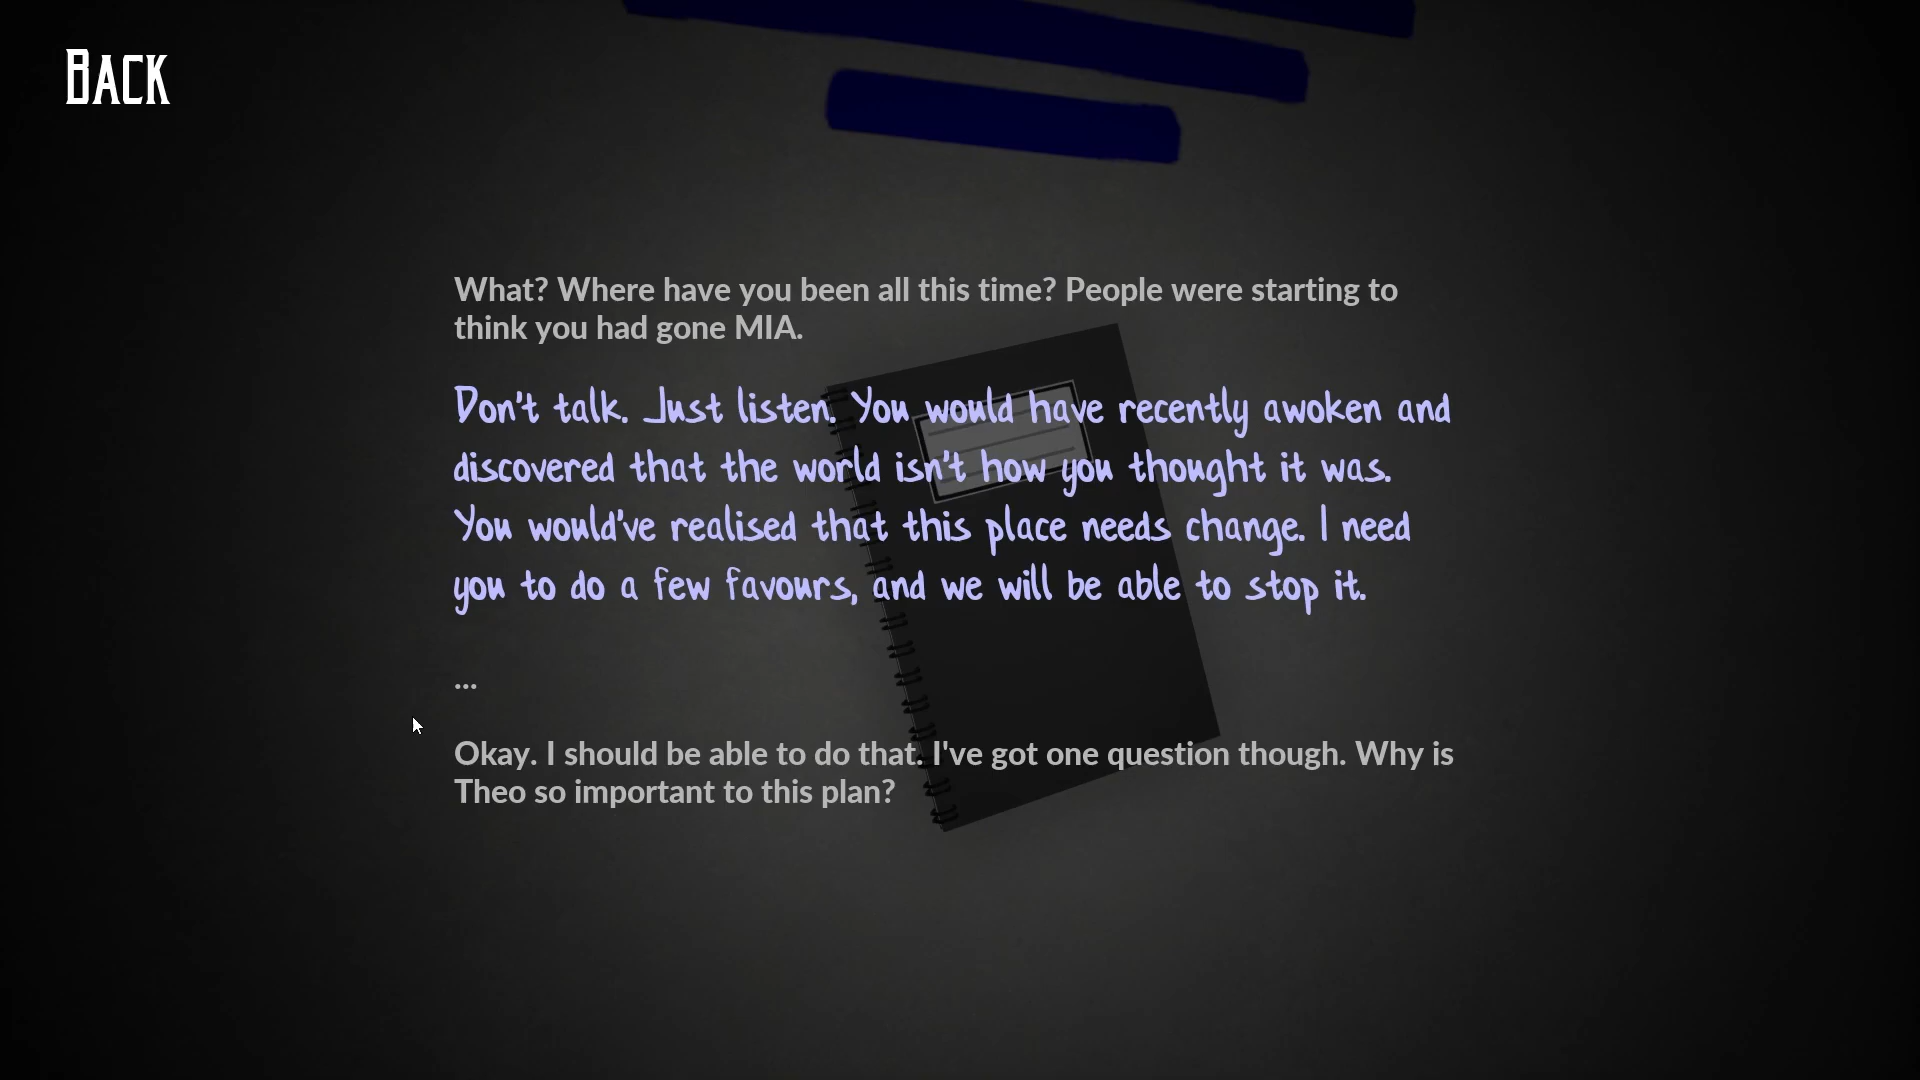 BACK
What? Where have you been all this time? People were starting to
think you had gone MIA.
Don't talk. Just listen. You would have recently awoken and
discovered that the world isn't how you thought it was.
You would've realised that this place needs change. I need
you to do a few favours, and we will be able to stop it.
...
Okay. I should be able to do that. I've got one question though. Why is
Theo so important to this plan?